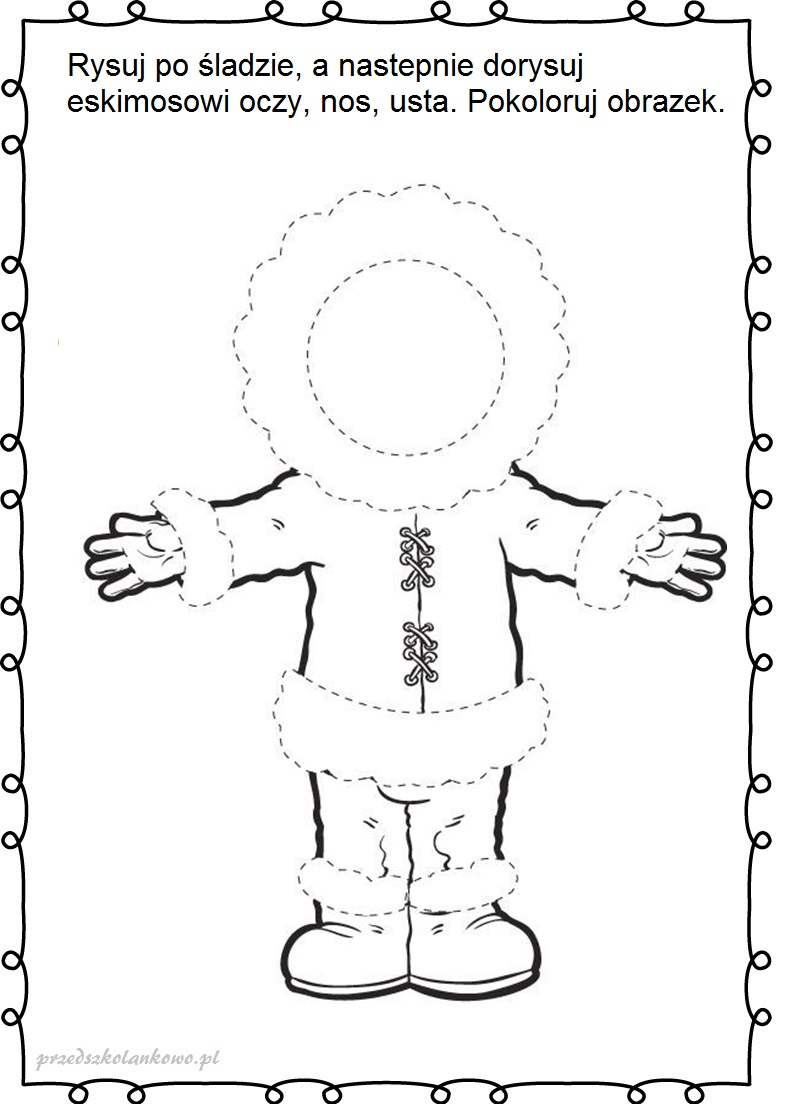 Rysuj po śladzie, a nastepnie dorysuj
eskimosowi oczy, nos, usta. Pokoloruj obrazek.
przedszkolankowo.pl